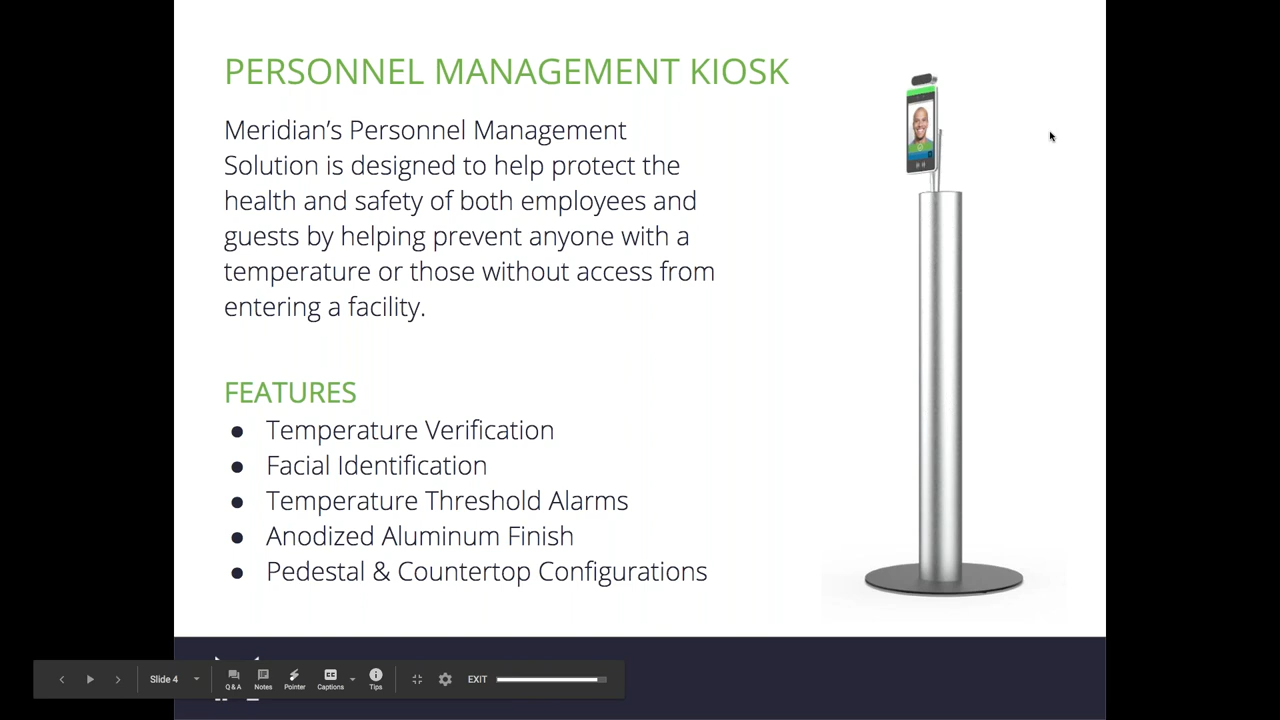 PERSONNEL MANAGEMENT KIOSK
Meridian’s Personnel Management
Solution is designed to help protect the
health and safety of both employees and
guests by helping prevent anyone with a
temperature or those without access from
entering a facility.
FEATURES
● Temperature Verification
● Facial Identification
● Temperature Threshold Alarms
● Anodized Aluminum Finish
● Pedestal & Countertop Configurations
Slide 4 Q & A Notes Pointer Captions Tips EXIT